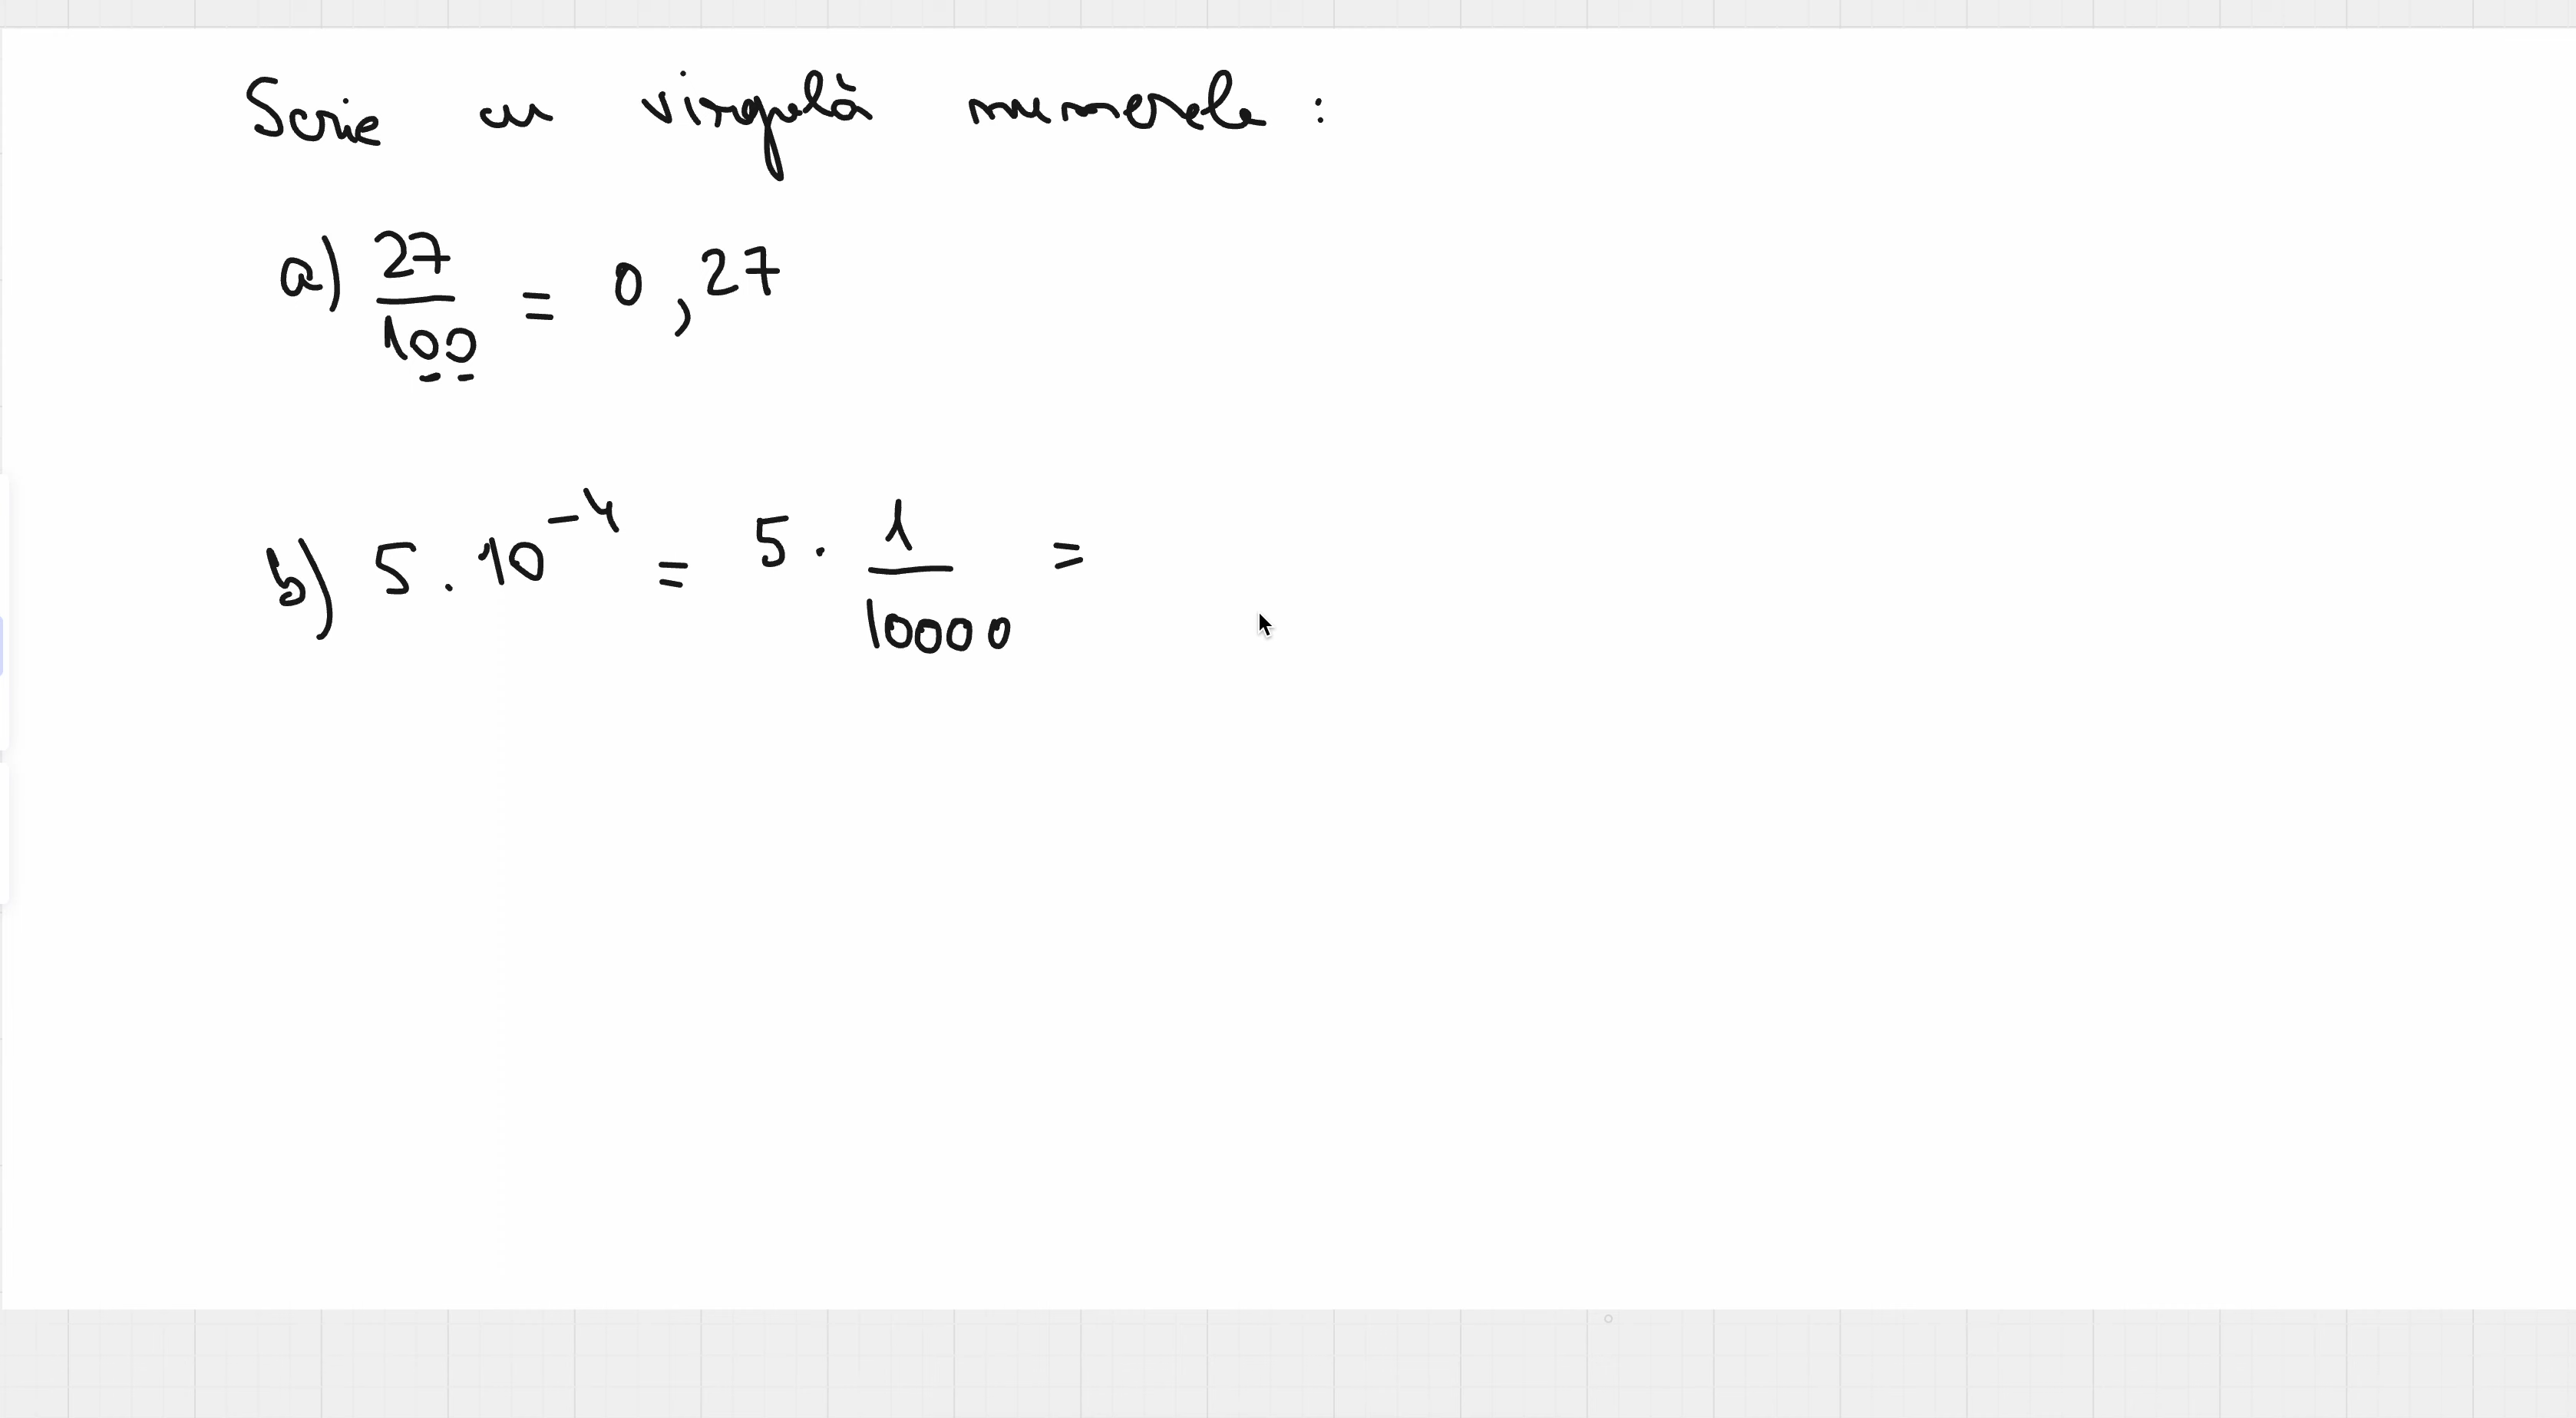 Scrie cu virgulă numerele :
a) 27/100 = 0,27
b) 5 · 10^-4 = 5 · 1/10000 =